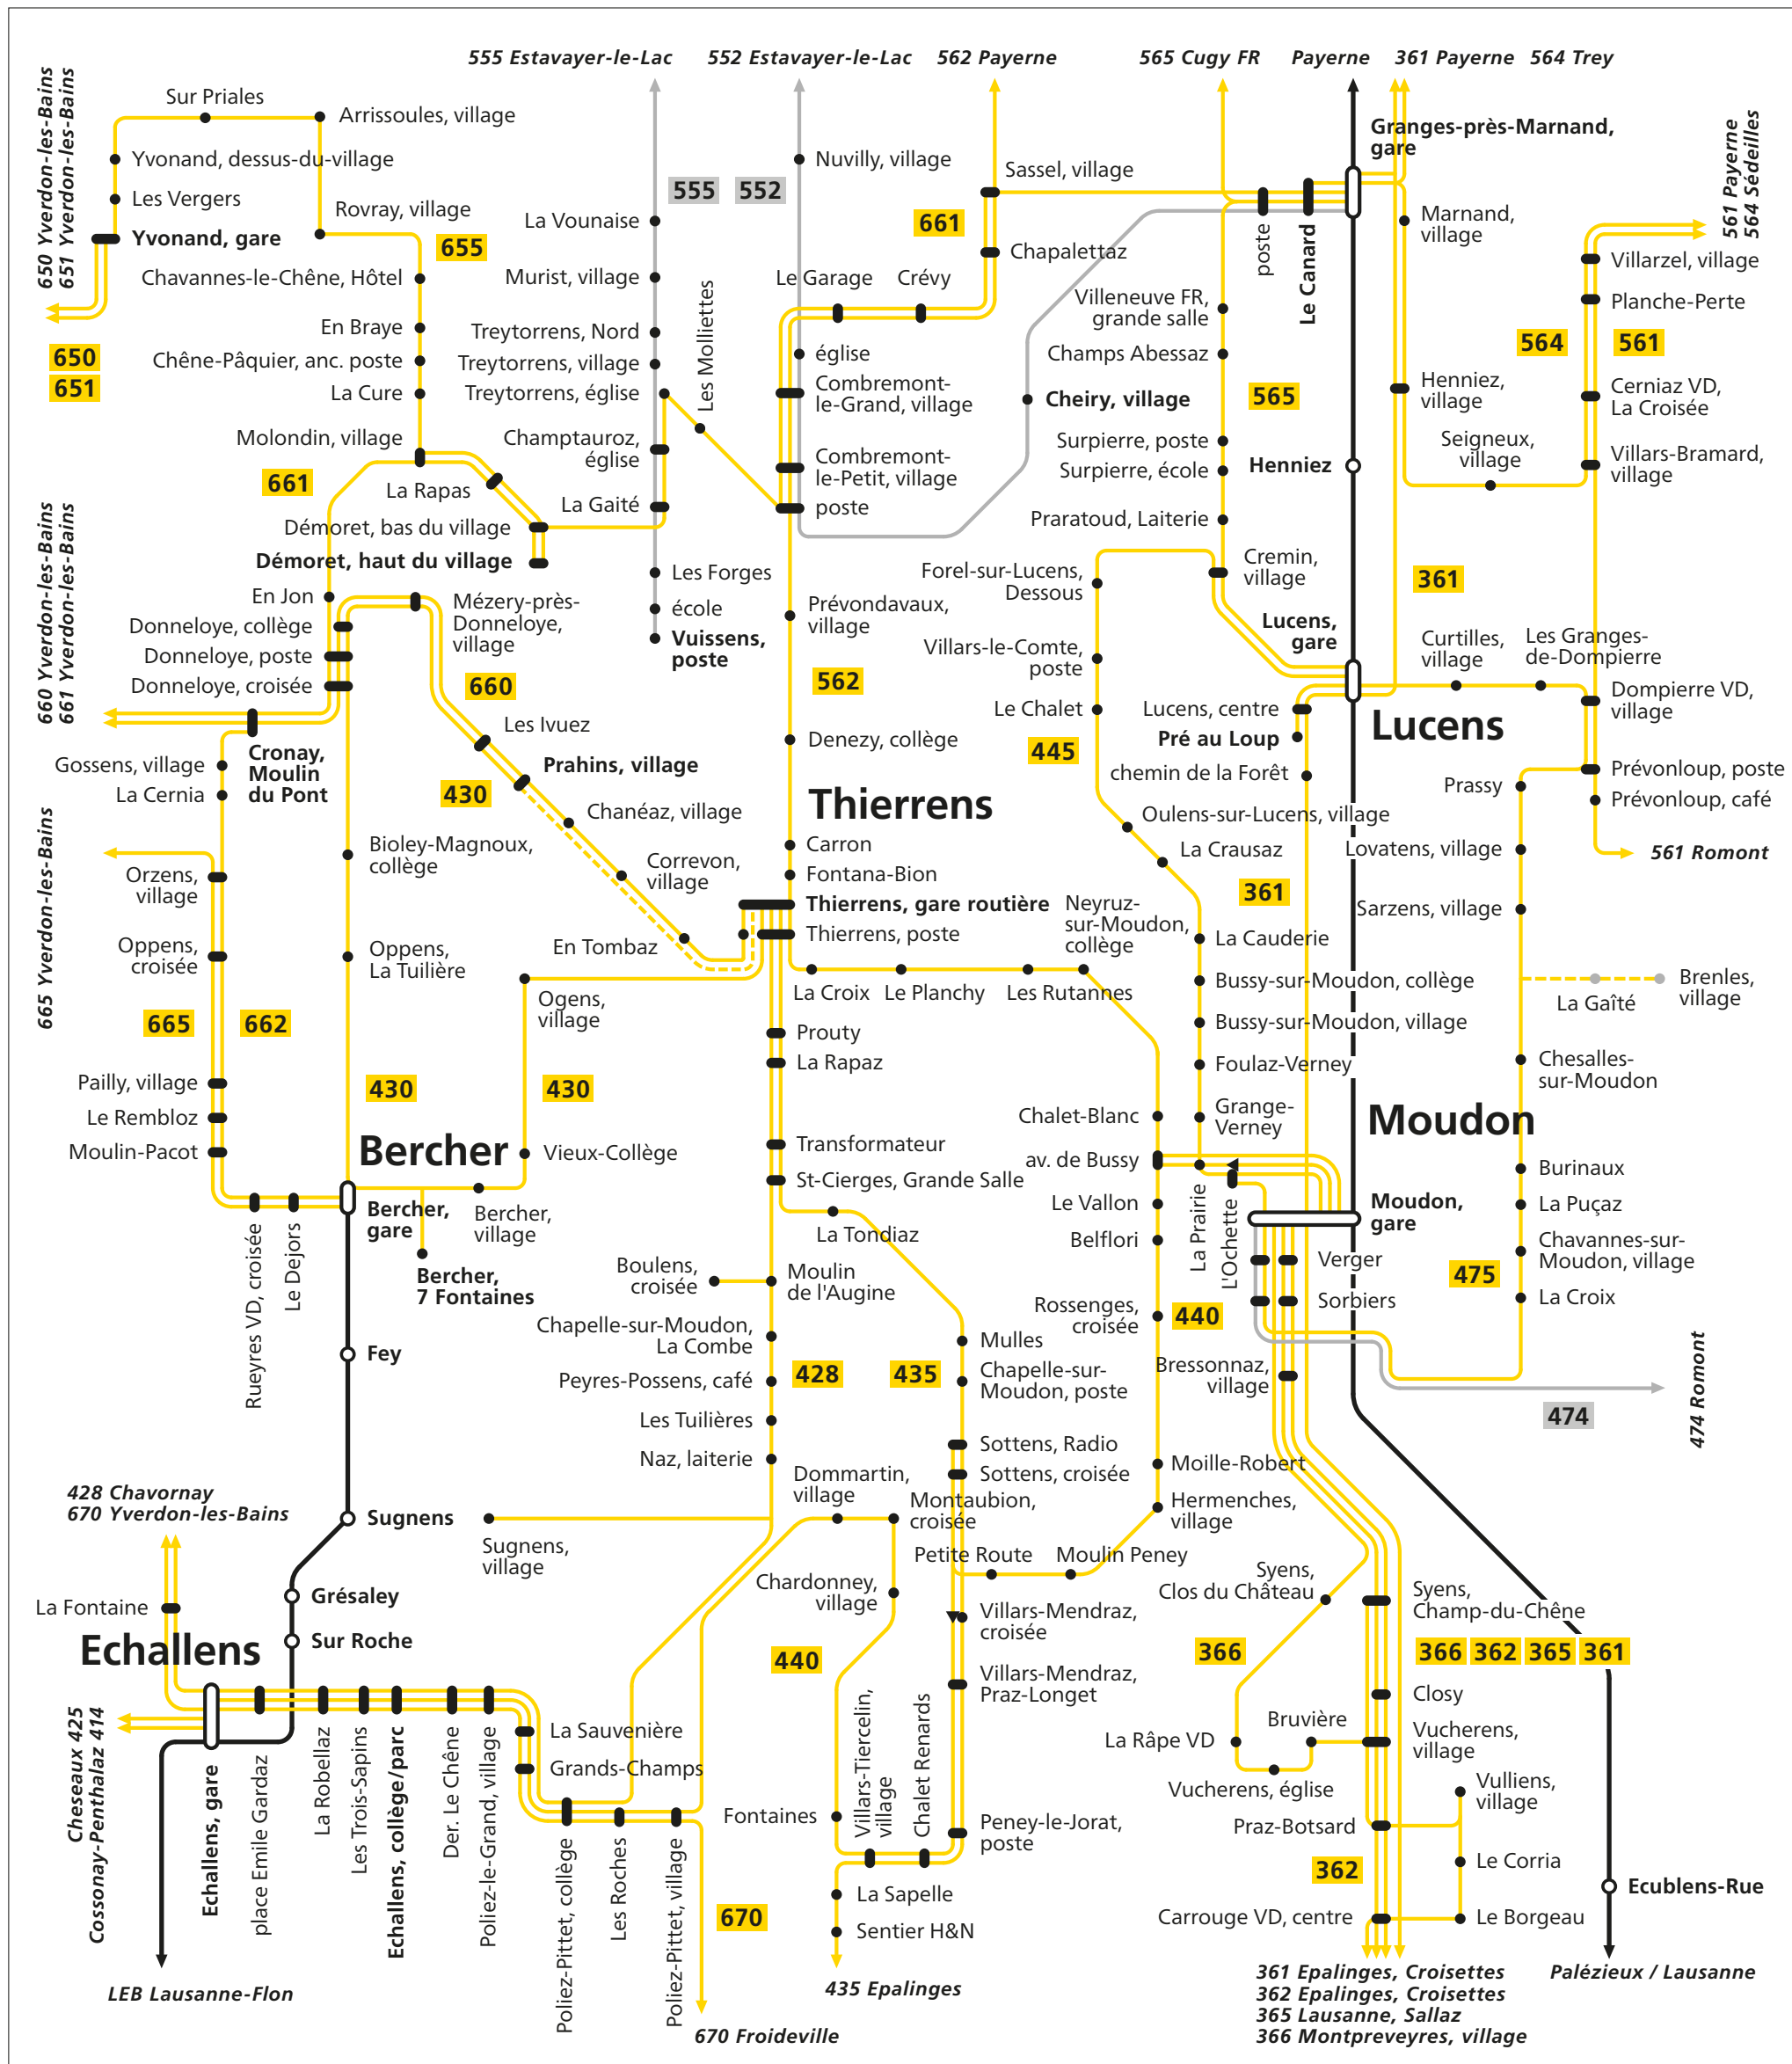 555 Estavayer-le-Lac
552 Estavayer-le-Lac
562 Payerne
565 Cugy FR
Payerne
361 Payerne
564 Trey
650 Yverdon-les-Bains
651 Yverdon-les-Bains
Sur Priales
Arrissoules, village
Yvonand, dessus-du-village
Les Vergers
Yvonand, gare
Rovray, village
655
Chavannes-le-Chêne, Hôtel
En Braye
Chêne-Pâquier, anc. poste
La Cure
Molondin, village
650
651
661
La Rapas
Démoret, bas du village
Démoret, haut du village
555
552
La Vounaise
Murist, village
Treytorrens, Nord
Treytorrens, village
Treytorrens, église
Champtauroz,
église
La Gaité
Les Forges
école
Vuissens,
poste
Les Molliettes
Nuvilly, village
661
Sassel, village
Chapalettaz
Le Garage
Crévy
église
Combremont-
le-Grand, village
Combremont-
le-Petit, village
poste
Granges-près-Marnand,
gare
poste
Le Canard
Marnand,
village
561 Payerne
564 Sédeilles
Villarzel, village
Planche-Perte
564
561
Cerniaz VD,
La Croisée
Villars-Bramard,
village
Henniez,
village
Seigneux,
village
Villeneuve FR,
grande salle
Champs Abessaz
Cheiry, village
565
Surpierre, poste
Surpierre, école
Henniez
Praratoud, Laiterie
Cremin,
village
Forel-sur-Lucens,
Dessous
Villars-le-Comte,
poste
Le Chalet
445
361
Lucens,
gare
Curtilles,
village
Les Granges-
de-Dompierre
Dompierre VD,
village
Lucens, centre
Pré au Loup
Lucens
chemin de la Forêt
Prévonloup, poste
Prévonloup, café
Prassy
561 Romont
Lovatens, village
Sarzens, village
Brenles,
village
La Gaîté
Chesalles-
sur-Moudon
Burinaux
La Puçaz
Chavannes-sur-
Moudon, village
La Croix
475
474
474 Romont
660 Yverdon-les-Bains
661 Yverdon-les-Bains
En Jon
Donneloye, collège
Donneloye, poste
Donneloye, croisée
Mézery-près-
Donneloye,
village
660
Les Ivuez
Prahins, village
430
Chanéaz, village
Correvon,
village
En Tombaz
Cronay,
Moulin
du Pont
Gossens, village
La Cernia
665 Yverdon-les-Bains
Orzens,
village
Oppens,
croisée
665
662
Pailly, village
Le Rembloz
Moulin-Pacot
Rueyres VD, croisée
Le Dejors
Bioley-Magnoux,
collège
Oppens,
La Tuilière
430
430
Ogens,
village
Vieux-Collège
Bercher
Bercher,
gare
Bercher,
village
Bercher,
7 Fontaines
Fey
Sugnens
Sugnens,
village
Grésaley
Sur Roche
Prévondavaux,
village
562
Denezy, collège
Thierrens
Carron
Fontana-Bion
Thierrens, gare routière
Thierrens, poste
La Croix
Le Planchy
Les Rutannes
Neyruz-
sur-Moudon,
collège
Prouty
La Rapaz
Transformateur
St-Cierges, Grande Salle
La Tondiaz
Boulens,
croisée
Moulin
de l'Augine
Chapelle-sur-Moudon,
La Combe
Peyres-Possens, café
Les Tuilières
Naz, laiterie
428
435
Mulles
Chapelle-sur-
Moudon, poste
Sottens, Radio
Sottens, croisée
Dommartin,
village
Montaubion,
croisée
Petite Route
Moulin Peney
Chardonney,
village
Villars-Mendraz,
croisée
Villars-Mendraz,
Praz-Longet
440
Villars-Tiercelin,
village
Chalet Renards
Peney-le-Jorat,
poste
Fontaines
La Sapelle
Sentier H&N
435 Epalinges
Oulens-sur-Lucens, village
La Crausaz
361
La Cauderie
Bussy-sur-Moudon, collège
Bussy-sur-Moudon, village
Foulaz-Verney
Grange-
Verney
Chalet-Blanc
av. de Bussy
Le Vallon
Belflori
La Prairie
L'Ochette
Moudon
Moudon,
gare
Verger
Sorbiers
Rossenges,
croisée
440
Bressonnaz,
village
Moille-Robert
Hermenches,
village
Syens,
Clos du Château
Syens,
Champ-du-Chêne
366
366
362
365
361
Closy
Bruvière
La Râpe VD
Vucherens,
village
Vucherens, église
Vulliens,
village
Praz-Botsard
Le Corria
362
Carrouge VD, centre
Le Borgeau
Ecublens-Rue
361 Epalinges, Croisettes
362 Epalinges, Croisettes
365 Lausanne, Sallaz
366 Montpreveyres, village
Palézieux / Lausanne
428 Chavornay
670 Yverdon-les-Bains
La Fontaine
Echallens
Cheseaux 425
Cossonay-Penthalaz 414
Echallens, gare
place Emile Gardaz
La Robellaz
Les Trois-Sapins
Echallens, collège/parc
Der. Le Chêne
Poliez-le-Grand, village
La Sauvenière
Grands-Champs
Poliez-Pittet, collège
Les Roches
Poliez-Pittet, village
670
670 Froideville
LEB Lausanne-Flon